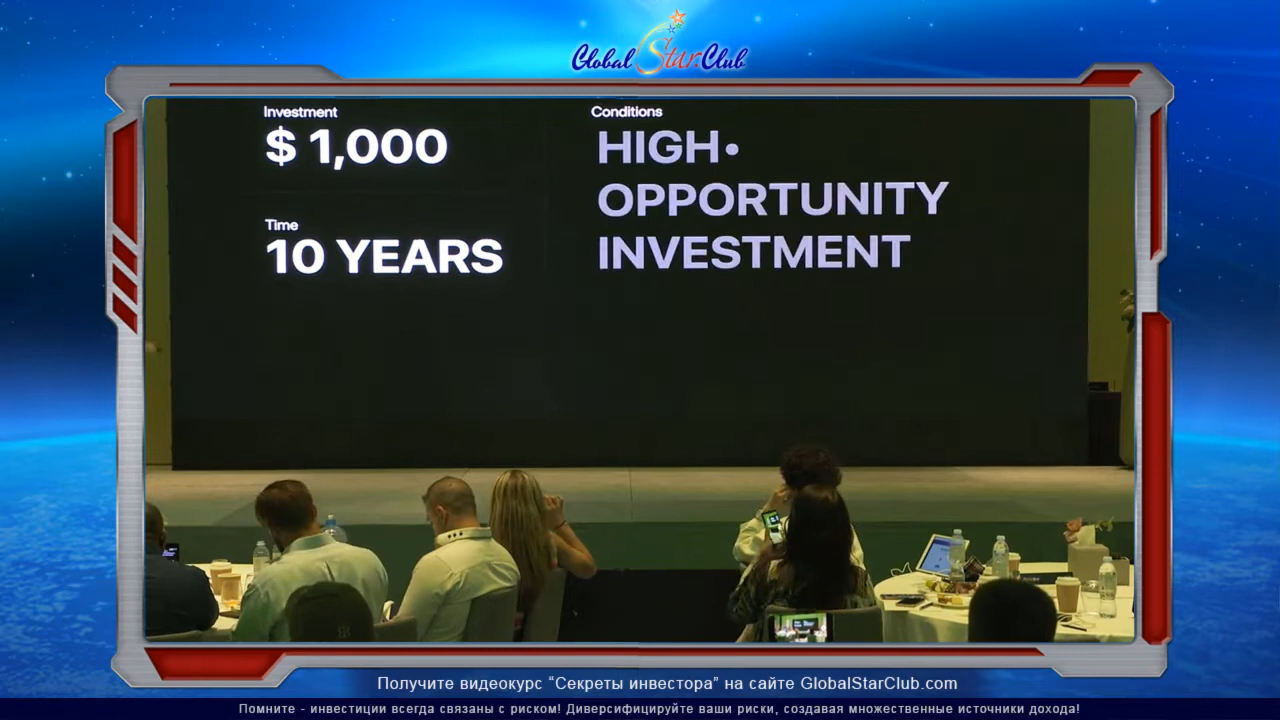 Global Star Club
Investment
$ 1,000
Time
10 YEARS
Conditions
HIGH•
OPPORTUNITY
INVESTMENT
Получите видеокурс “Секреты инвестора” на сайте GlobalStarClub.com
Помните - инвестиции всегда связаны с риском! Диверсифицируйте ваши риски, создавая множественные источники дохода!